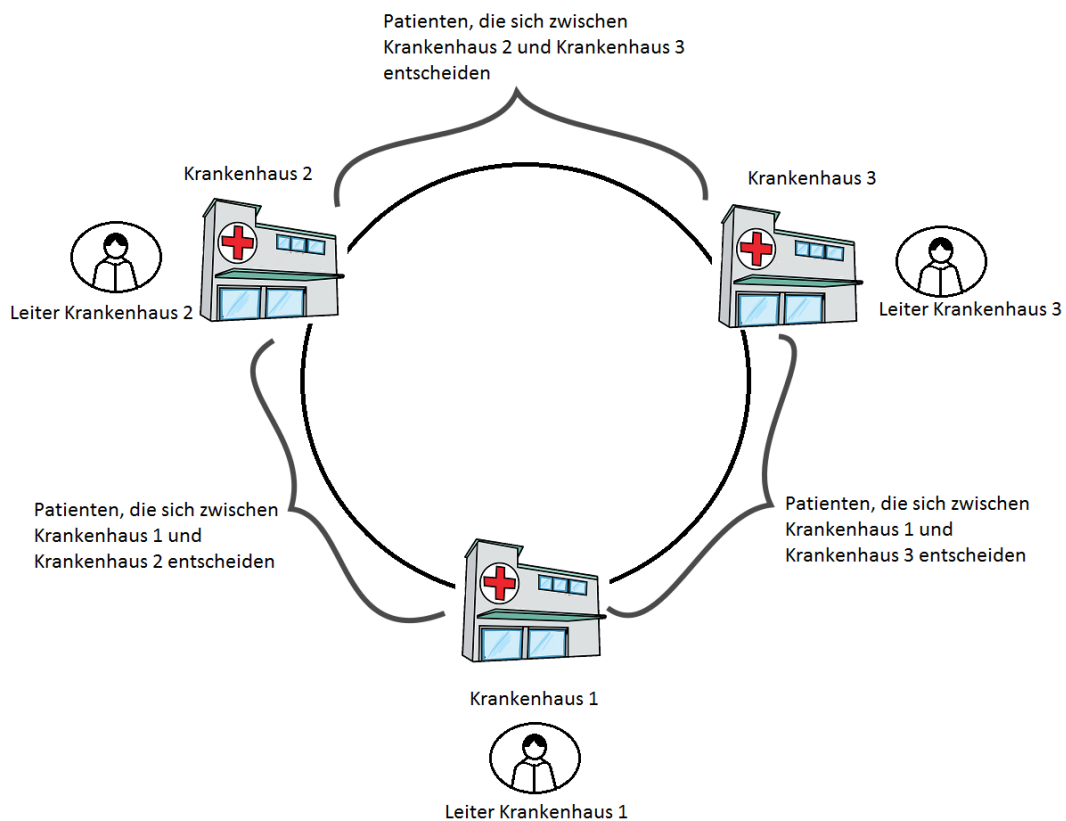 Patienten, die sich zwischen
Krankenhaus 2 und Krankenhaus 3
entscheiden
Krankenhaus 2
Krankenhaus 3
Leiter Krankenhaus 2
Leiter Krankenhaus 3
Patienten, die sich zwischen
Krankenhaus 1 und
Krankenhaus 2 entscheiden
Patienten, die sich zwischen
Krankenhaus 1 und
Krankenhaus 3 entscheiden
Krankenhaus 1
Leiter Krankenhaus 1